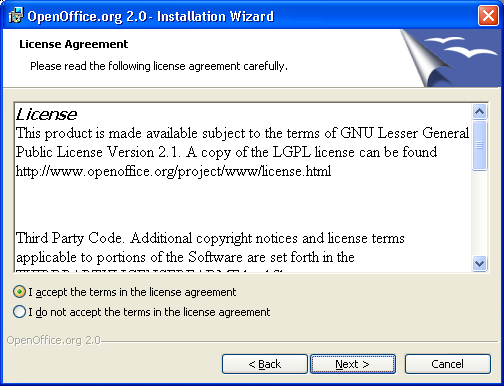 OpenOffice.org 2.0 - Installation Wizard
License Agreement
Please read the following license agreement carefully.
License
This product is made available subject to the terms of GNU Lesser General
Public License Version 2.1. A copy of the LGPL license can be found
http://www.openoffice.org/project/www/license.html
Third Party Code. Additional copyright notices and license terms
applicable to portions of the Software are set forth in the
I accept the terms in the license agreement
I do not accept the terms in the license agreement
OpenOffice.org 2.0
< Back
Next >
Cancel